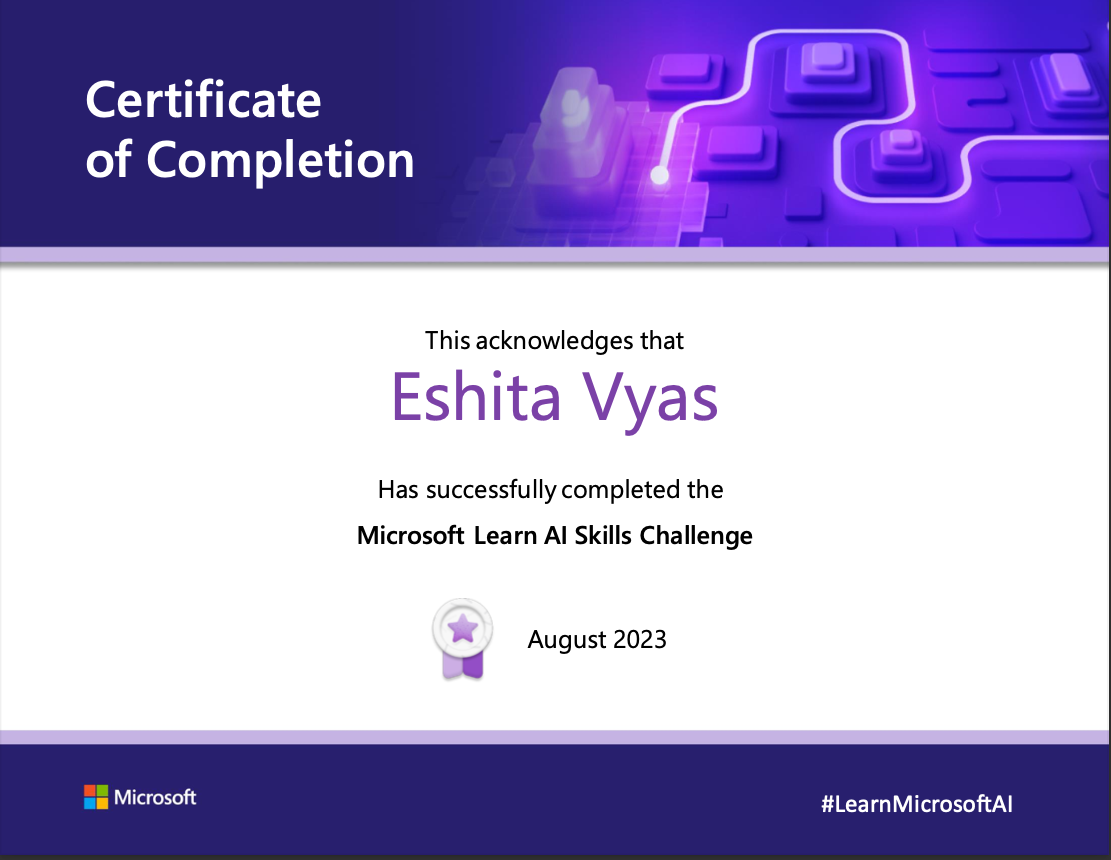 Certificate
of Completion
This acknowledges that
Eshita Vyas
Has successfully completed the
Microsoft Learn AI Skills Challenge
August 2023
Microsoft
#LearnMicrosoftAI